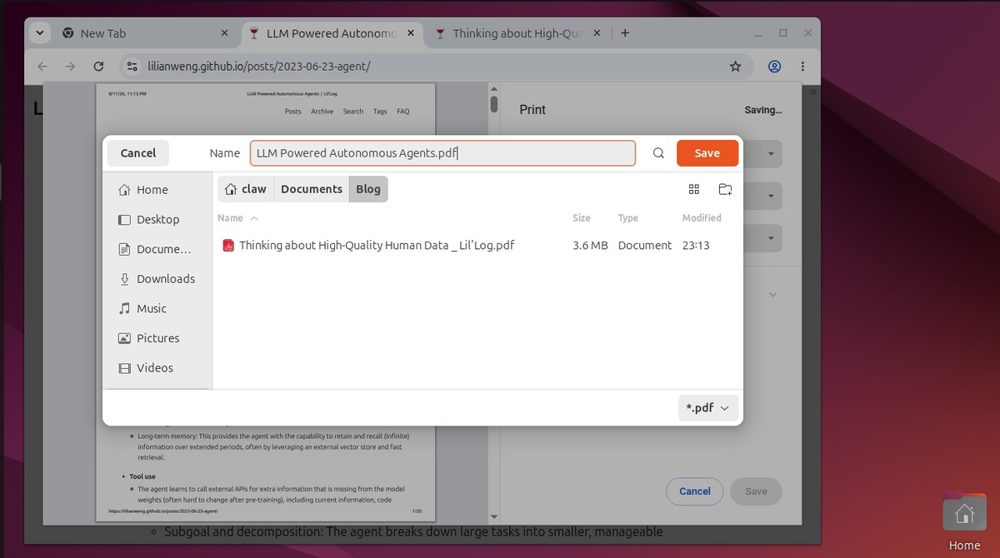 New Tab
LLM Powered Autonomo
Thinking about High-Qua
lilianweng.github.io/posts/2023-06-23-agent/
8/11/26, 11:13 PM
LLM Powered Autonomous Agents | Lil'Log
Posts Archive Search Tags FAQ
Print
Saving...
L
Cancel
Name
LLM Powered Autonomous Agents.pdf
Save
Home
Desktop
Docume...
Downloads
Music
Pictures
Videos
claw Documents Blog
Name Size Type Modified
Thinking about High-Quality Human Data _ Lil'Log.pdf 3.6 MB Document 23:13
*.pdf
Long-term memory: This provides the agent with the capability to retain and recall (infinite)
information over extended periods, often by leveraging an external vector store and fast
retrieval.
Tool use
The agent learns to call external APIs for extra information that is missing from the model
weights (often hard to change after pre-training), including current information, code
https://lilianweng.github.io/posts/2023-06-23-agent/ 1/25
Cancel
Save
Subgoal and decomposition: The agent breaks down large tasks into smaller, manageable
Home